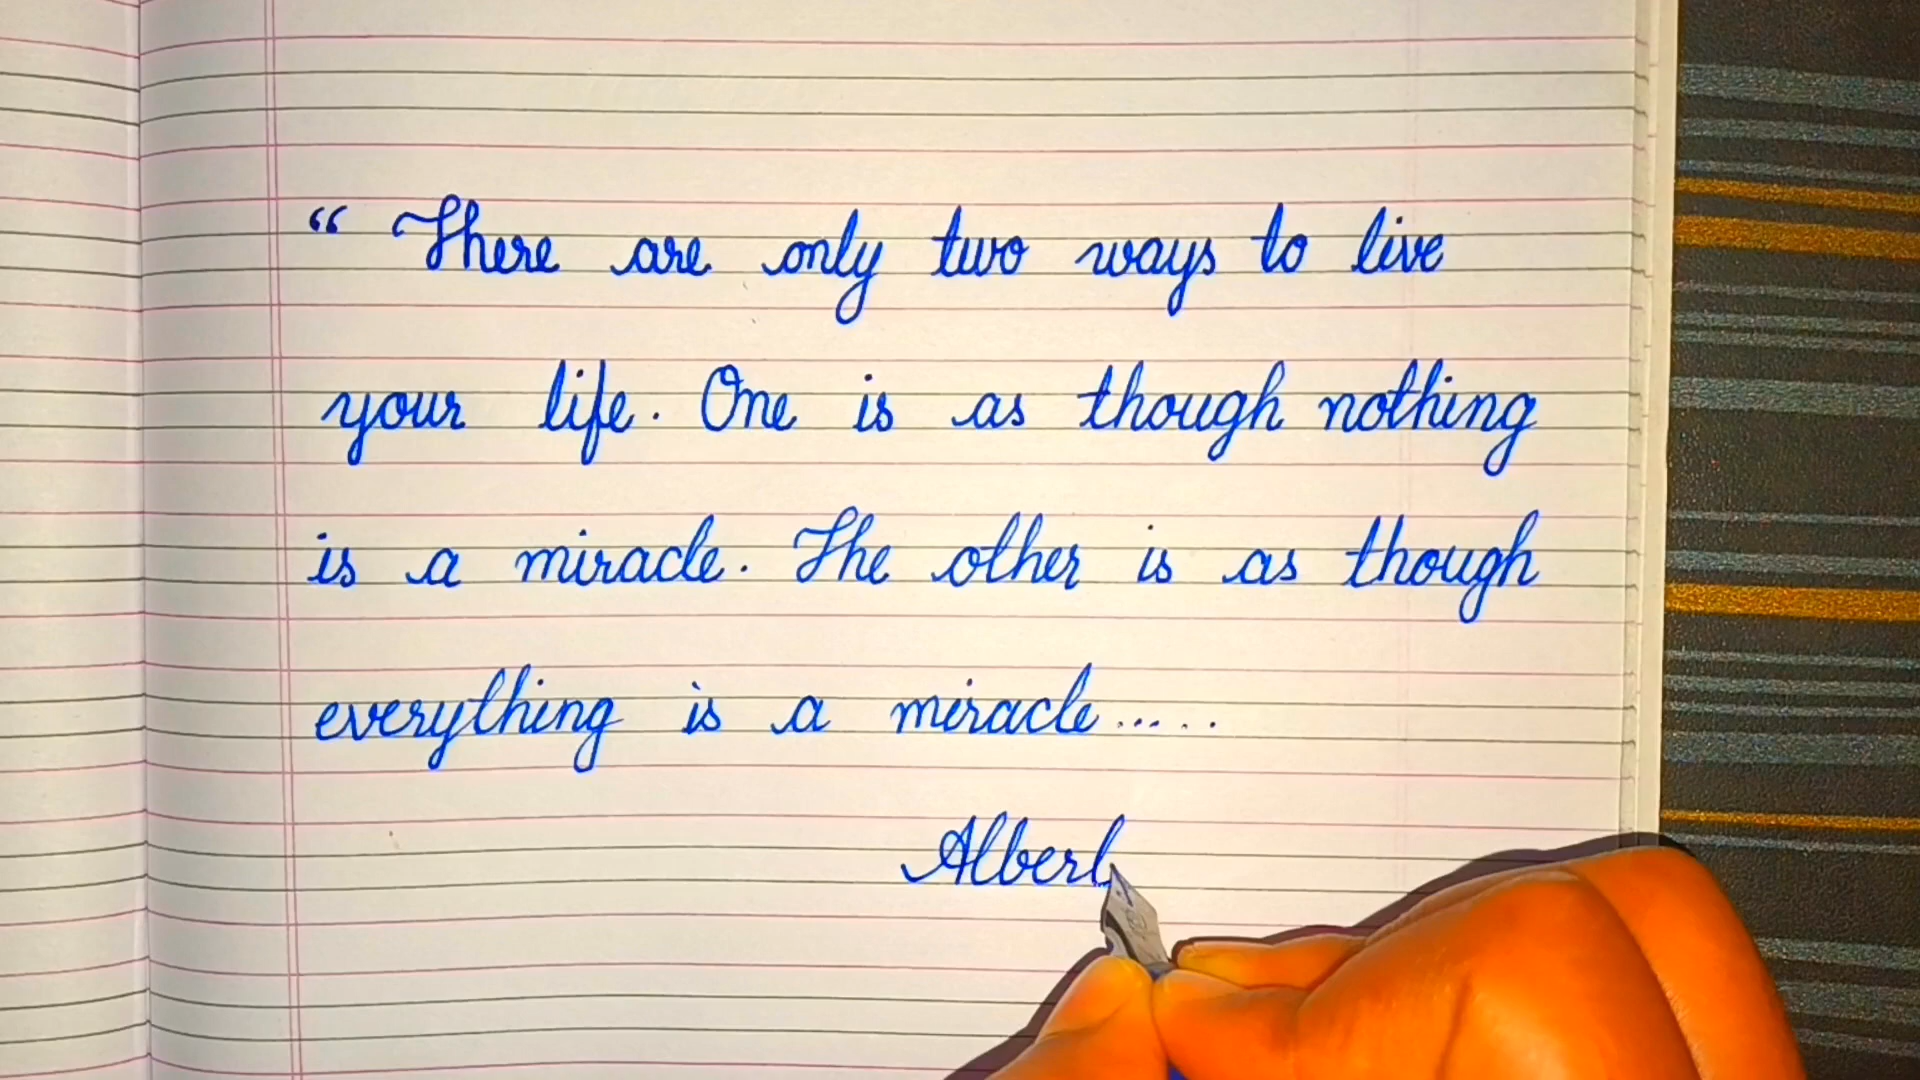 “ There are only two ways to live
your life. One is as though nothing
is a miracle. The other is as though
everything is a miracle.....
Albert